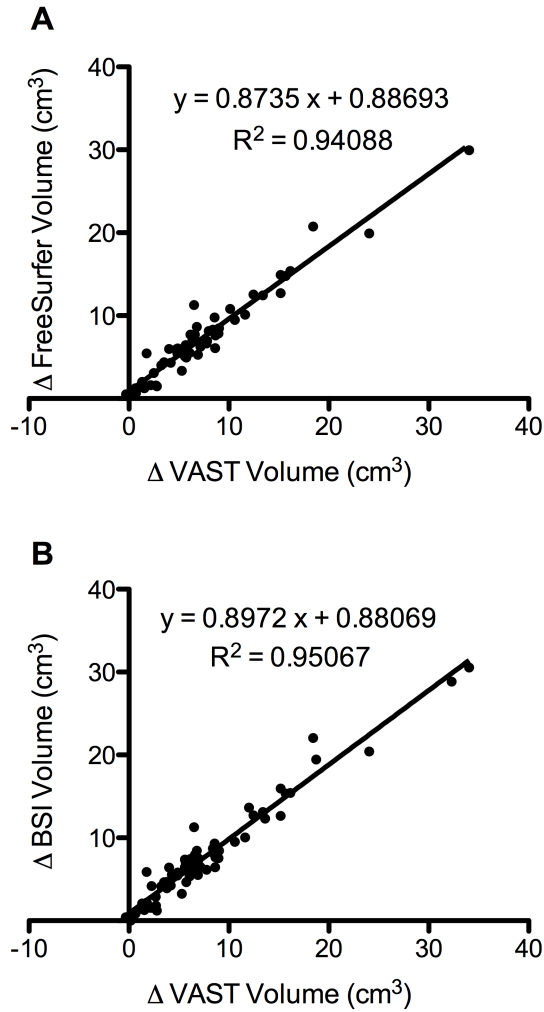 A
Δ FreeSurfer Volume (cm³)
40
30
20
10
y = 0.8735 x + 0.88693
R² = 0.94088
-10 0 10 20 30 40
Δ VAST Volume (cm³)
B
Δ BSI Volume (cm³)
40
30
20
10
y = 0.8972 x + 0.88069
R² = 0.95067
-10 0 10 20 30 40
Δ VAST Volume (cm³)